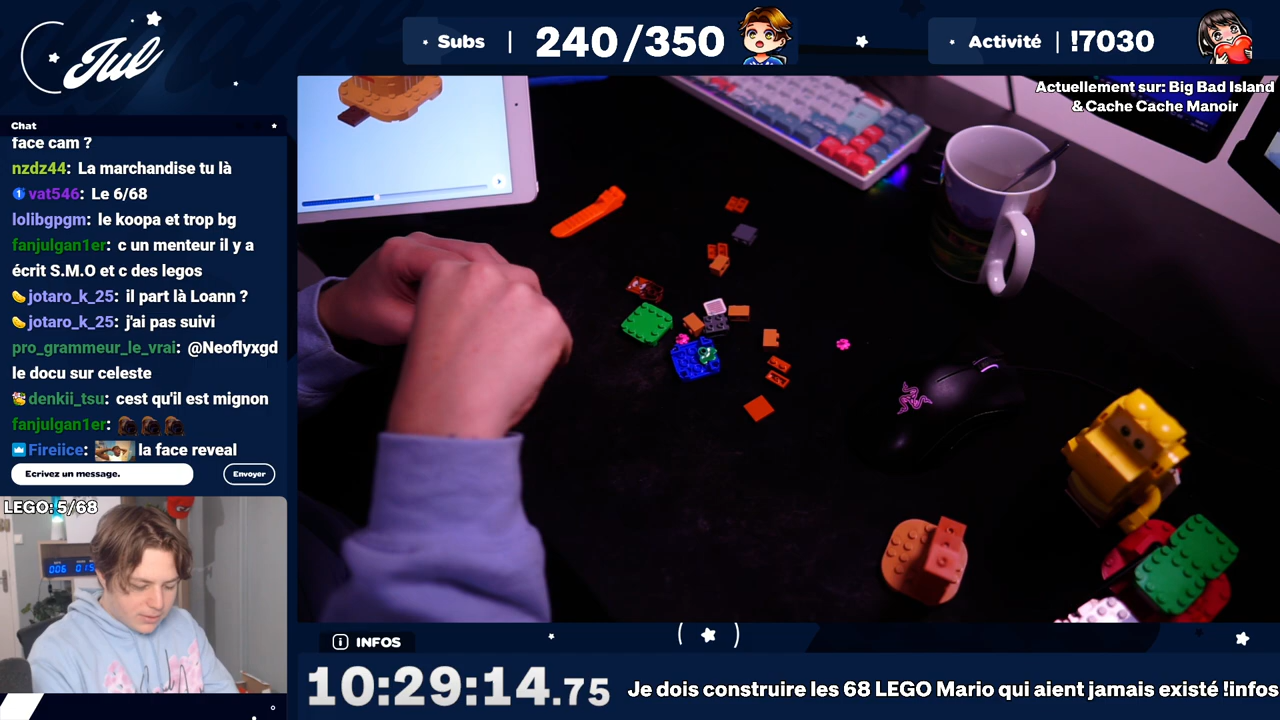 Jul
Subs | 240/350
Activité | !7030
Actuellement sur: Big Bad Island
& Cache Cache Manoir
Chat
face cam ?
nzdz44: La marchandise tu là
1 vat546: Le 6/68
lolibgpgm: le koopa et trop bg
fanjulgan1er: c un menteur il y a
écrit S.M.O et c des legos
jotaro_k_25: il part là Loann ?
jotaro_k_25: j'ai pas suivi
pro_grammeur_le_vrai: @Neoflyxgd
le docu sur celeste
denkii_tsu: cest qu'il est mignon
fanjulgan1er:
Fireiice: la face reveal
Ecrivez un message.
Envoyer
LEGO: 5/68
006 015
INFOS
10:29:14.75
Je dois construire les 68 LEGO Mario qui aient jamais existé !infos